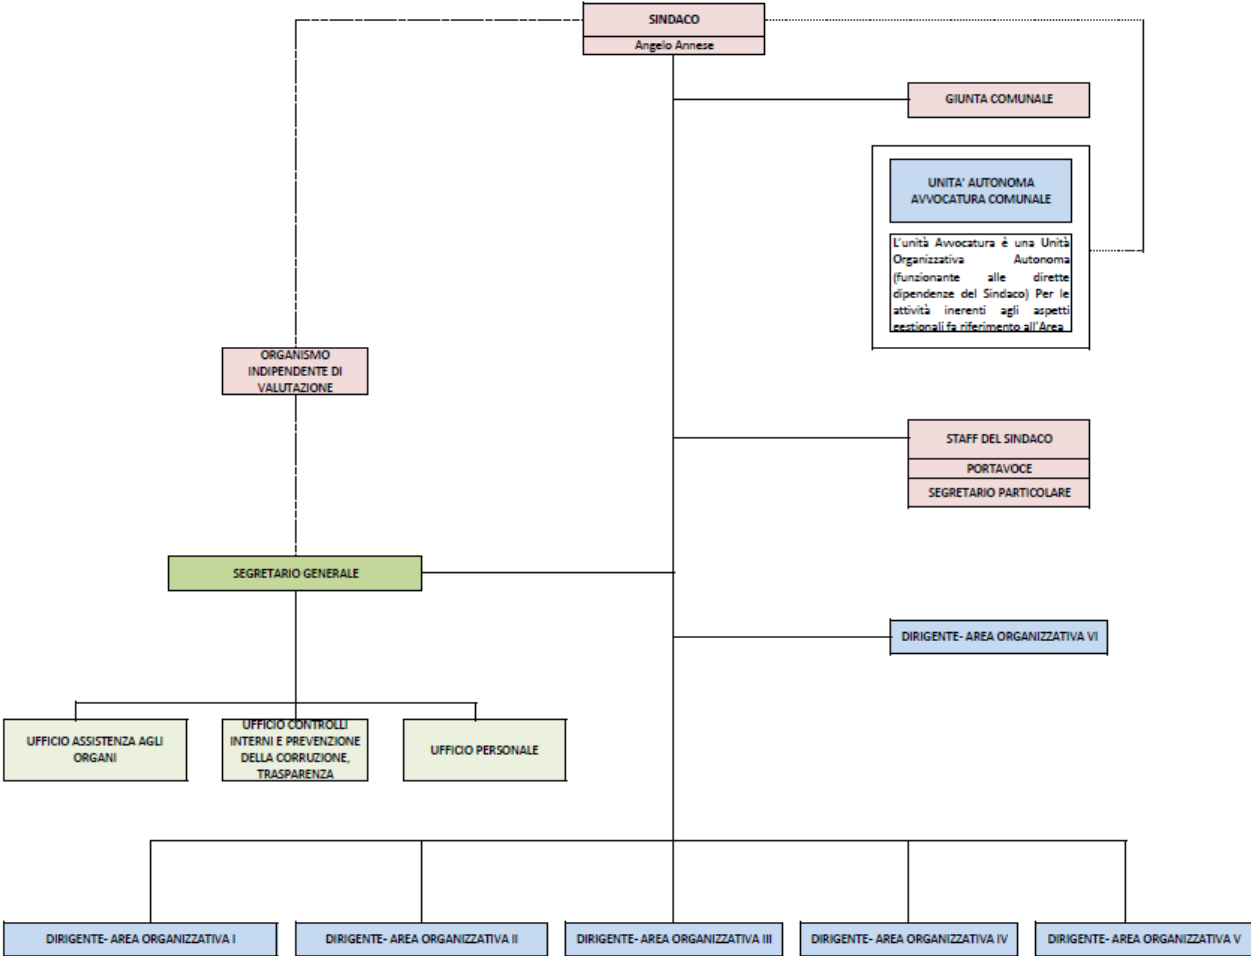 SINDACO
Angelo Annese
GIUNTA COMUNALE
UNITA' AUTONOMA
AVVOCATURA COMUNALE
L'unità Avvocatura è una Unità
Organizzativa Autonoma
(funzionante alle dirette
dipendenze del Sindaco) Per le
attività inerenti agli aspetti
gestionali fa riferimento all'Area
ORGANISMO
INDIPENDENTE DI
VALUTAZIONE
STAFF DEL SINDACO
PORTAVOCE
SEGRETARIO PARTICOLARE
SEGRETARIO GENERALE
DIRIGENTE- AREA ORGANIZZATIVA VI
UFFICIO ASSISTENZA AGLI
ORGANI
UFFICIO CONTROLLI
INTERNI E PREVENZIONE
DELLA CORRUZIONE,
TRASPARENZA
UFFICIO PERSONALE
DIRIGENTE- AREA ORGANIZZATIVA I
DIRIGENTE- AREA ORGANIZZATIVA II
DIRIGENTE- AREA ORGANIZZATIVA III
DIRIGENTE- AREA ORGANIZZATIVA IV
DIRIGENTE- AREA ORGANIZZATIVA V